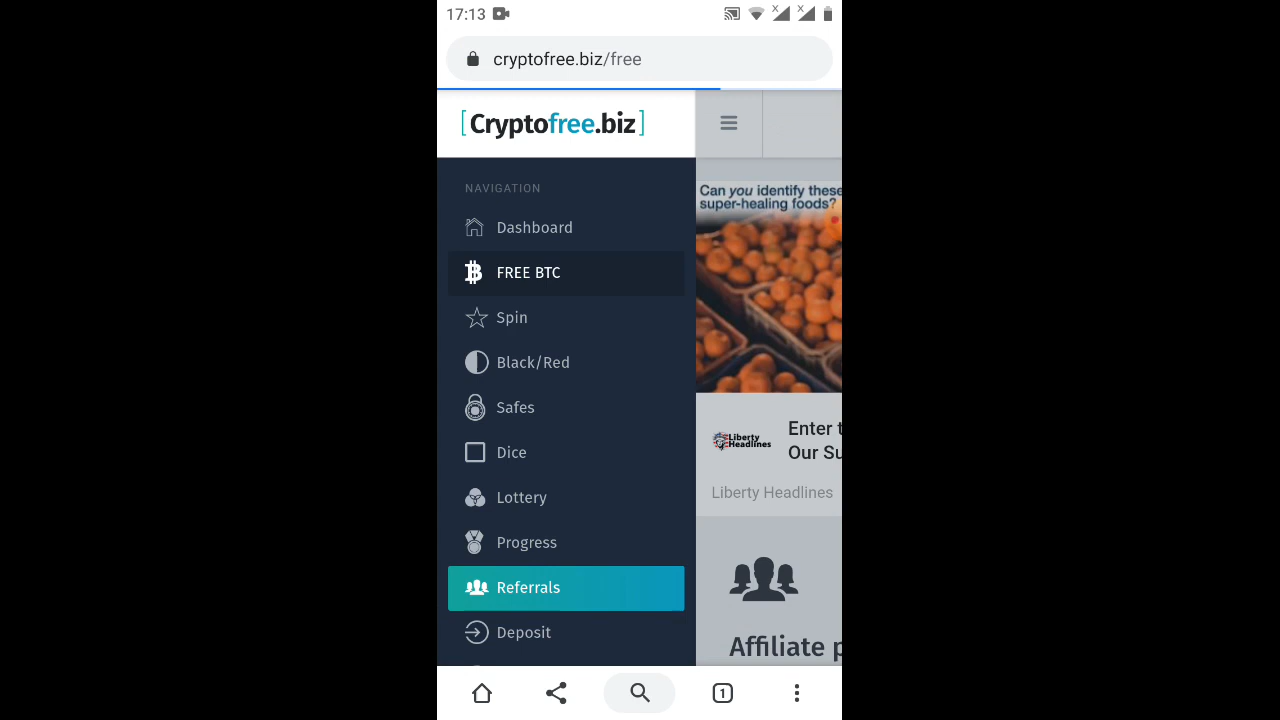 17:13
cryptofree.biz/free
[Cryptofree.biz]
NAVIGATION
Dashboard
FREE BTC
Spin
Black/Red
Safes
Dice
Lottery
Progress
Referrals
Deposit
Can you identify these
super-healing foods?
Liberty
Headlines
Enter t
Our Su
Liberty Headlines
Affiliate p
1